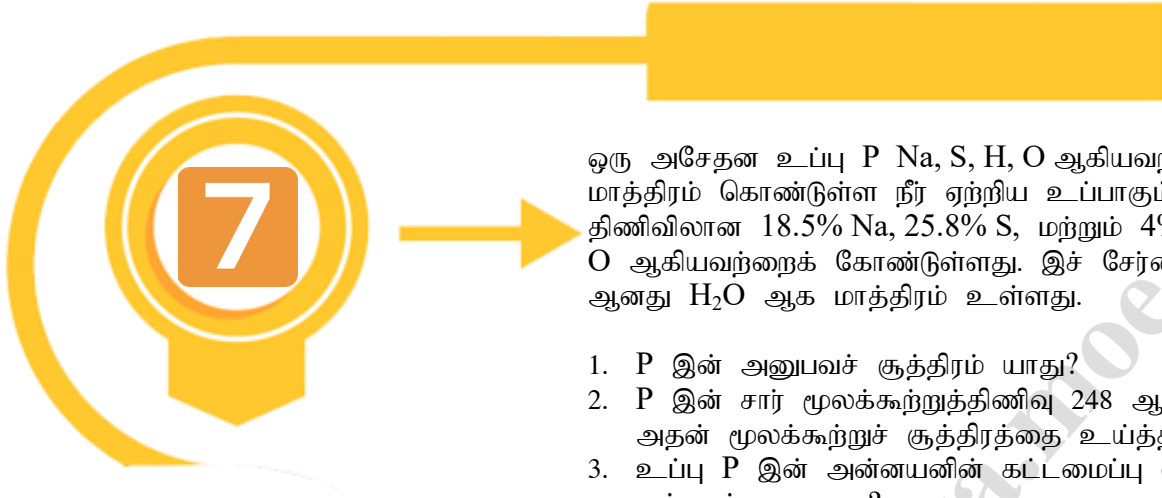 7
ஒரு அசேதன உப்பு P Na, S, H, O ஆகியவற்
மாத்திரம் கொண்டுள்ள நீர் ஏற்றிய உப்பாகும்
திணிவிலான 18.5% Na, 25.8% S, மற்றும் 4%
O ஆகியவற்றைக் கோண்டுள்ளது. இச் சேர்வை
ஆனது H₂O ஆக மாத்திரம் உள்ளது.
1. P இன் அனுபவச் சூத்திரம் யாது?
2. P இன் சார் மூலக்கூற்றுத்திணிவு 248 ஆ
அதன் மூலக்கூற்றுச் சூத்திரத்தை உய்த்த
3. உப்பு P இன் அன்னயனின் கட்டமைப்பு